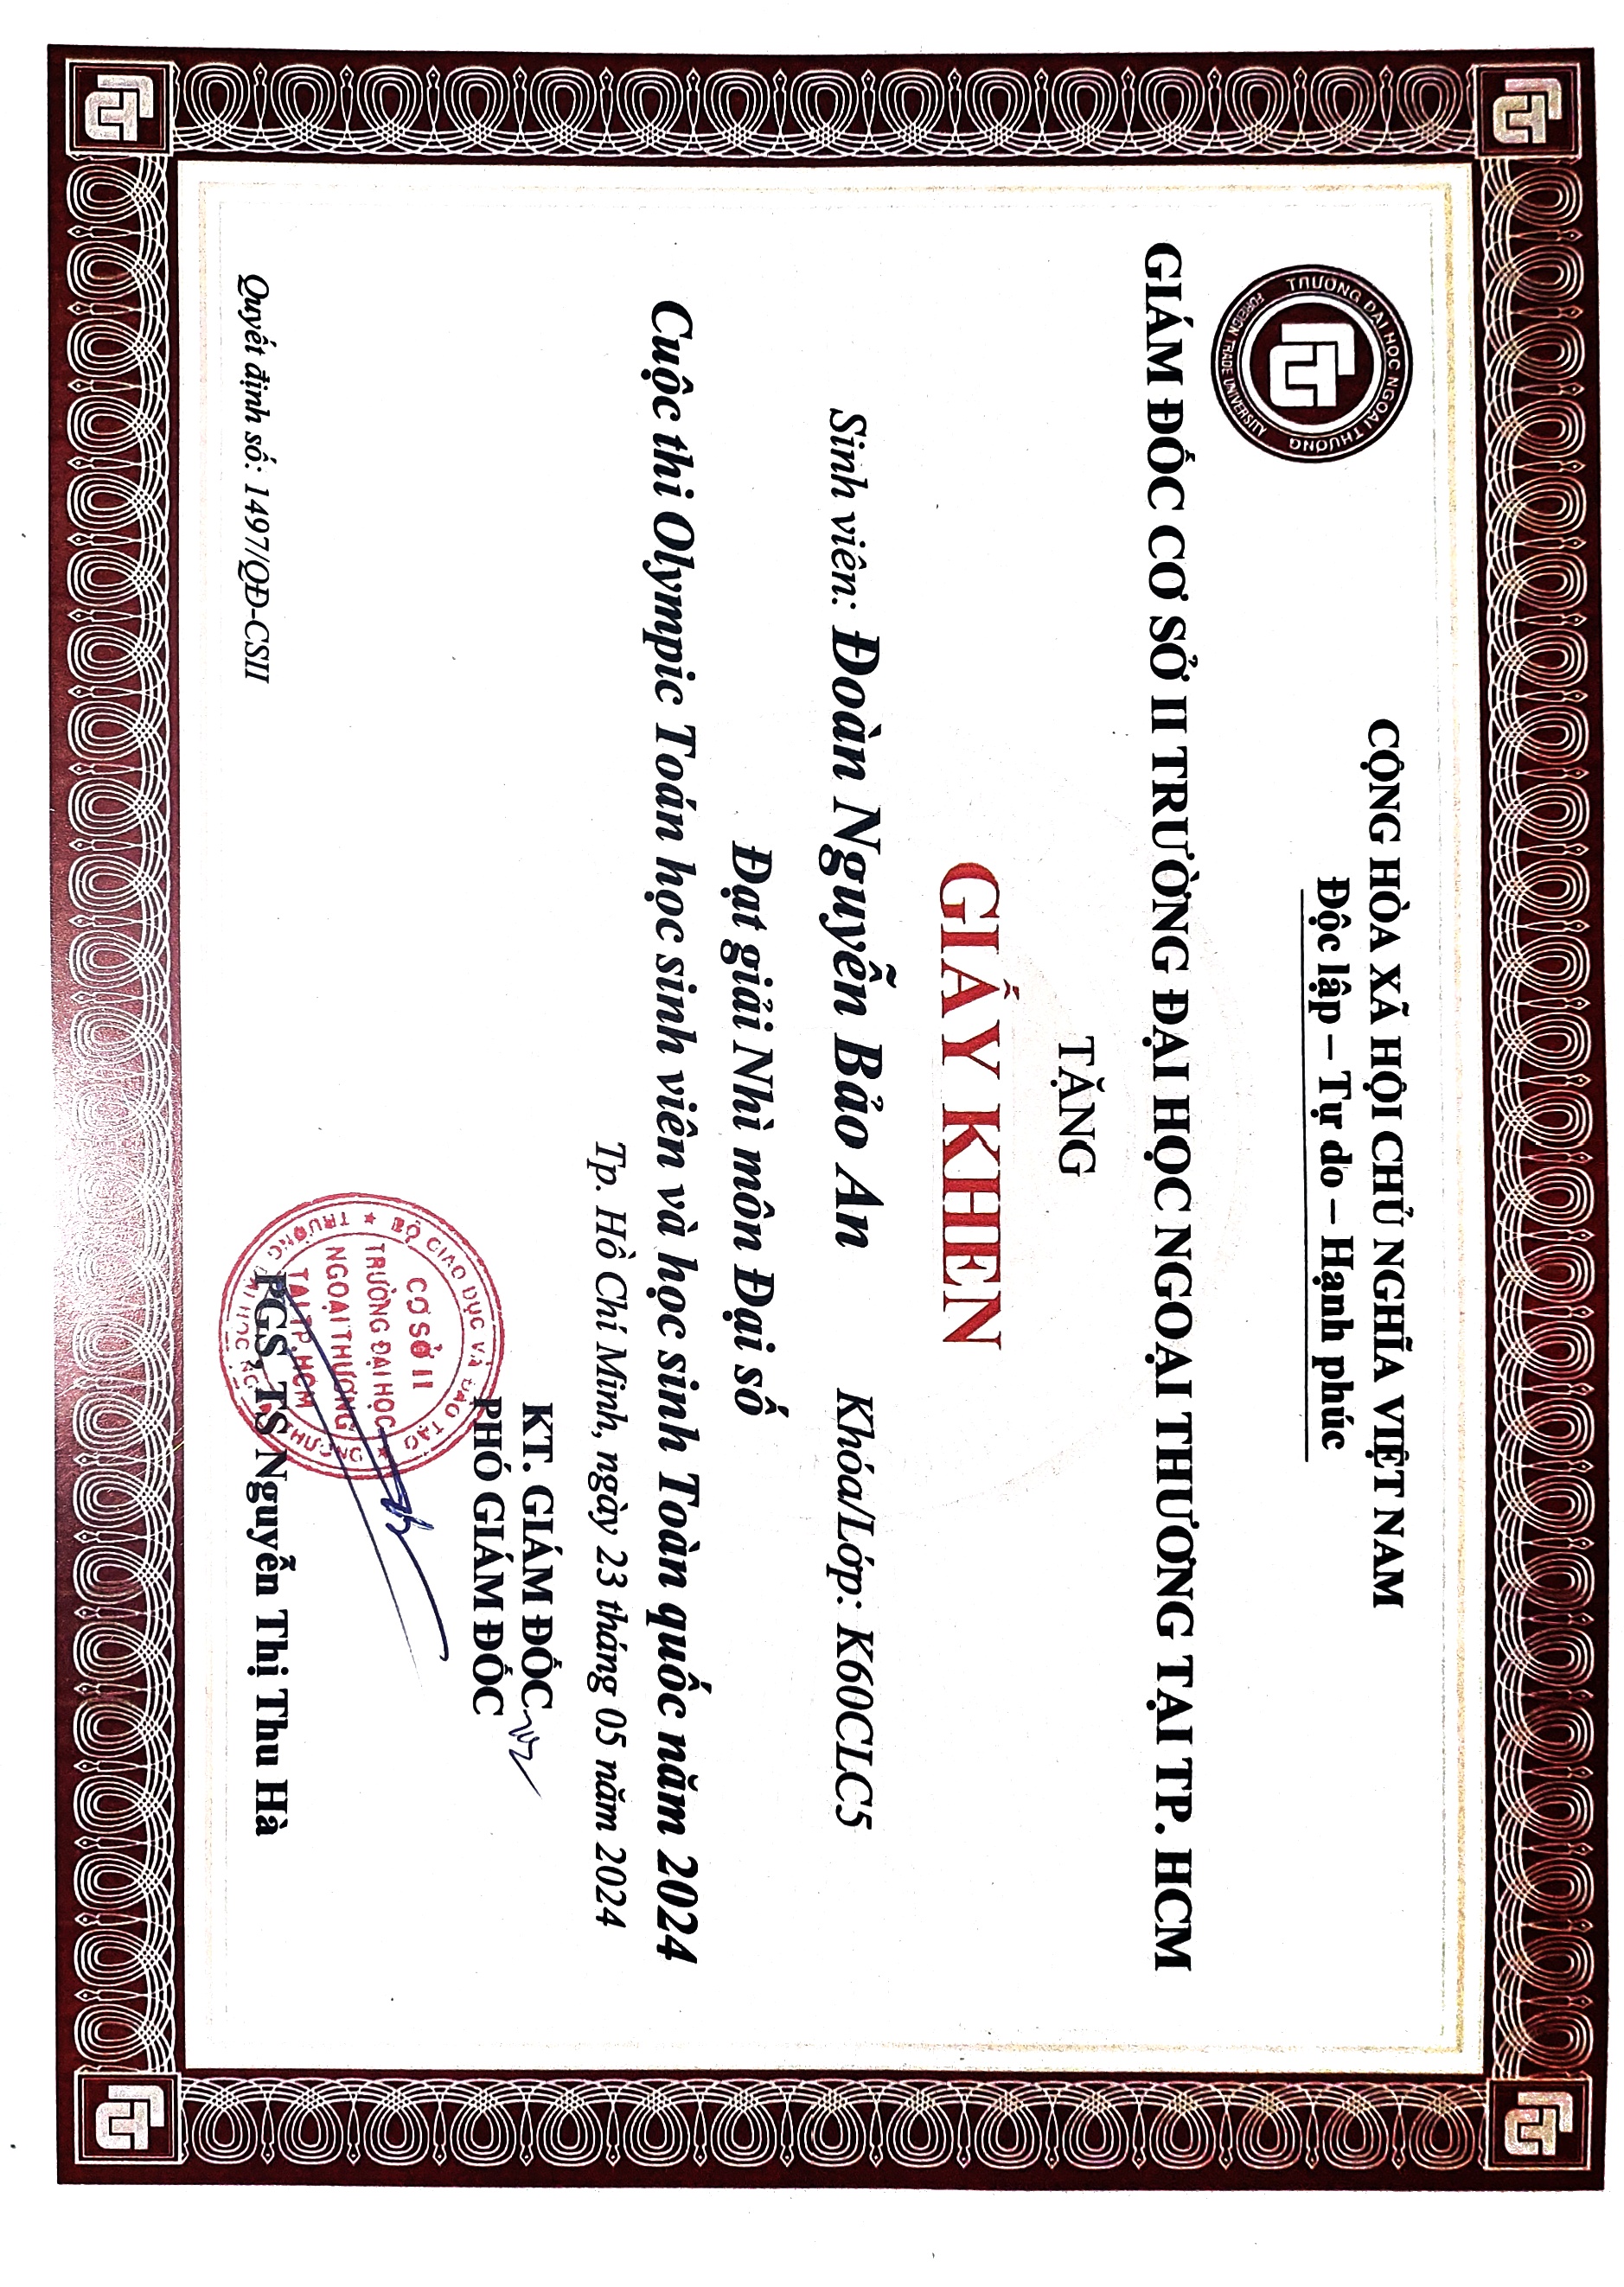 TRƯỜNG ĐẠI HỌC NGOẠI THƯƠNG
FOREIGN TRADE UNIVERSITY
CỘNG HÒA XÃ HỘI CHỦ NGHĨA VIỆT NAM
Độc lập – Tự do – Hạnh phúc
GIÁM ĐỐC CƠ SỞ II TRƯỜNG ĐẠI HỌC NGOẠI THƯƠNG TẠI TP. HCM
TẶNG
GIẤY KHEN
Sinh viên: Đoàn Nguyễn Bảo An Khóa/Lớp: K60CLC5
Đạt giải Nhì môn Đại số
Cuộc thi Olympic Toán học sinh viên và học sinh Toàn quốc năm 2024
Tp. Hồ Chí Minh, ngày 23 tháng 05 năm 2024
KT. GIÁM ĐỐC
PHÓ GIÁM ĐỐC
BỘ GIÁO DỤC VÀ ĐÀO TẠO
CƠ SỞ II
TRƯỜNG ĐẠI HỌC
NGOẠI THƯƠNG
TẠI TP. HCM
TRƯỜNG ĐẠI HỌC NGOẠI THƯƠNG
PGS, TS Nguyễn Thị Thu Hà
Quyết định số: 1497/QĐ-CSII